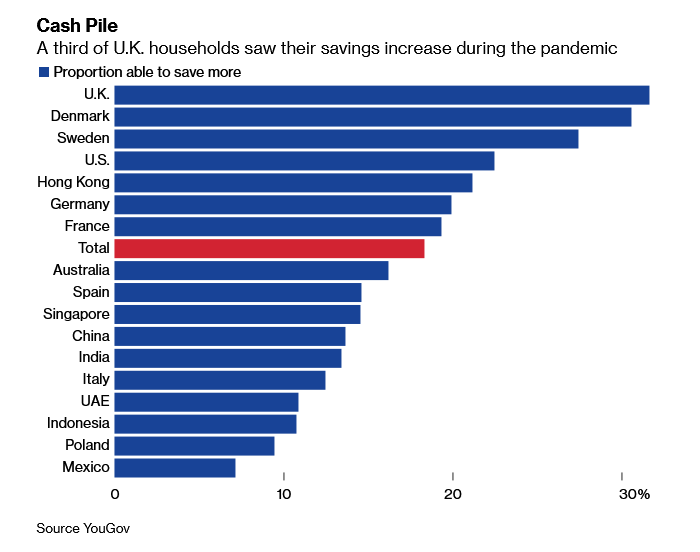 Cash Pile
A third of U.K. households saw their savings increase during the pandemic
Proportion able to save more
U.K.
Denmark
Sweden
U.S.
Hong Kong
Germany
France
Total
Australia
Spain
Singapore
China
India
Italy
UAE
Indonesia
Poland
Mexico
0 10 20 30%
Source YouGov